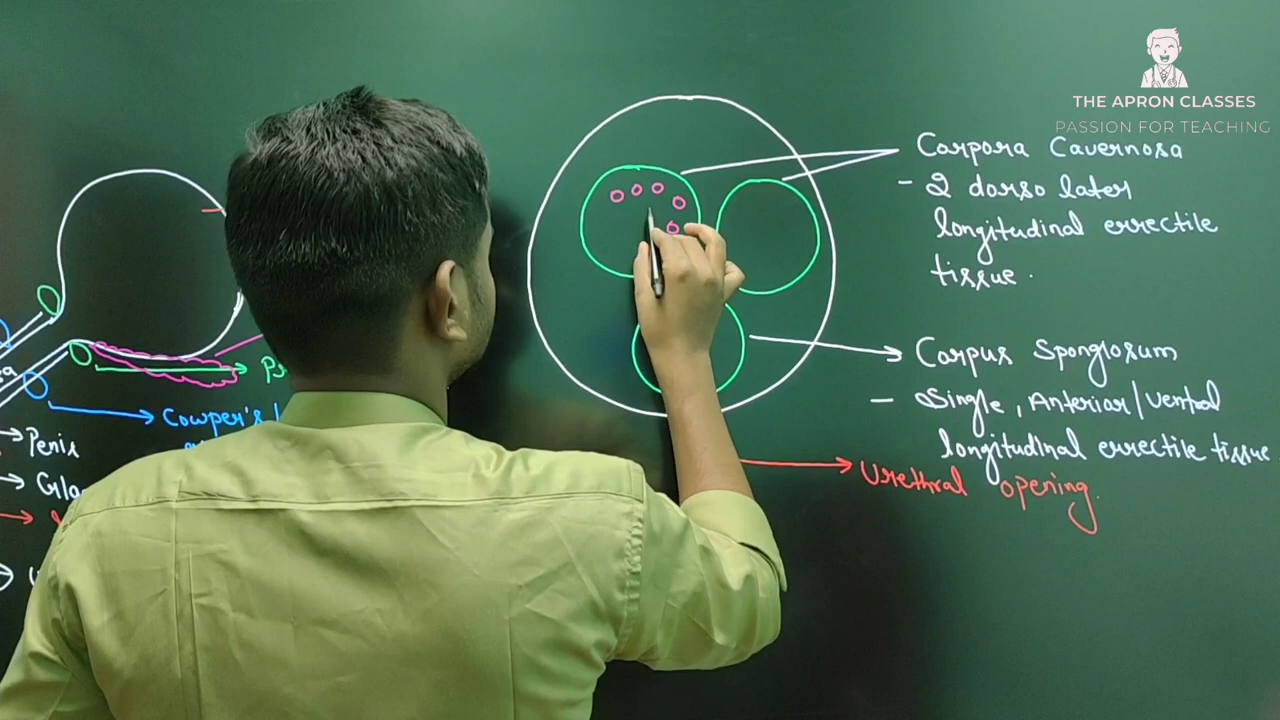 THE APRON CLASSES
PASSION FOR TEACHING
Corpora Cavernosa
- 2 dorso later
longitudinal errectile
tissue.
Corpus Spongiosum
- Single, Anterior/ventral
longitudinal errectile tissue
Urethral opening.
Cowper's
Penis